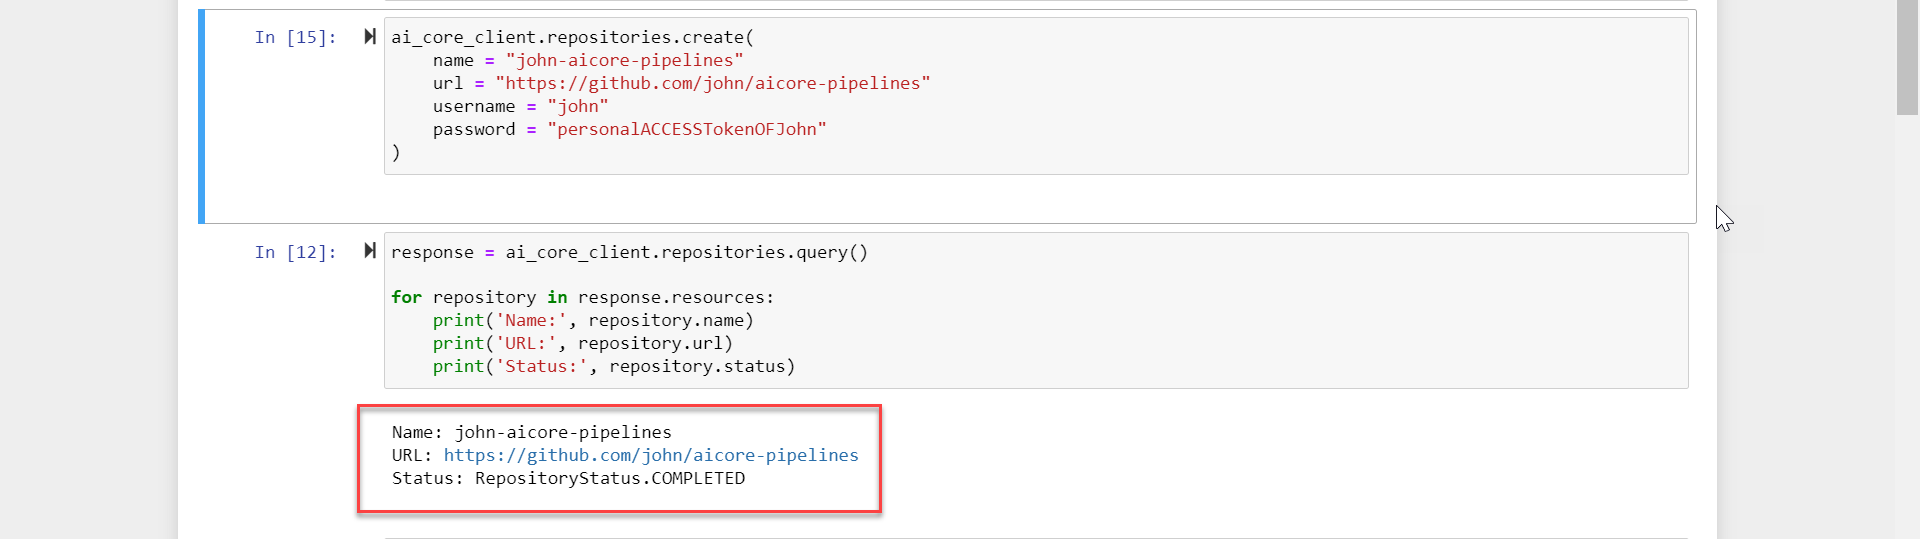 In [15]:
ai_core_client.repositories.create(
    name = "john-aicore-pipelines"
    url = "https://github.com/john/aicore-pipelines"
    username = "john"
    password = "personalACCESSTokenOFJohn"
)
In [12]:
response = ai_core_client.repositories.query()
for repository in response.resources:
    print('Name:', repository.name)
    print('URL:', repository.url)
    print('Status:', repository.status)
Name: john-aicore-pipelines
URL: https://github.com/john/aicore-pipelines
Status: RepositoryStatus.COMPLETED